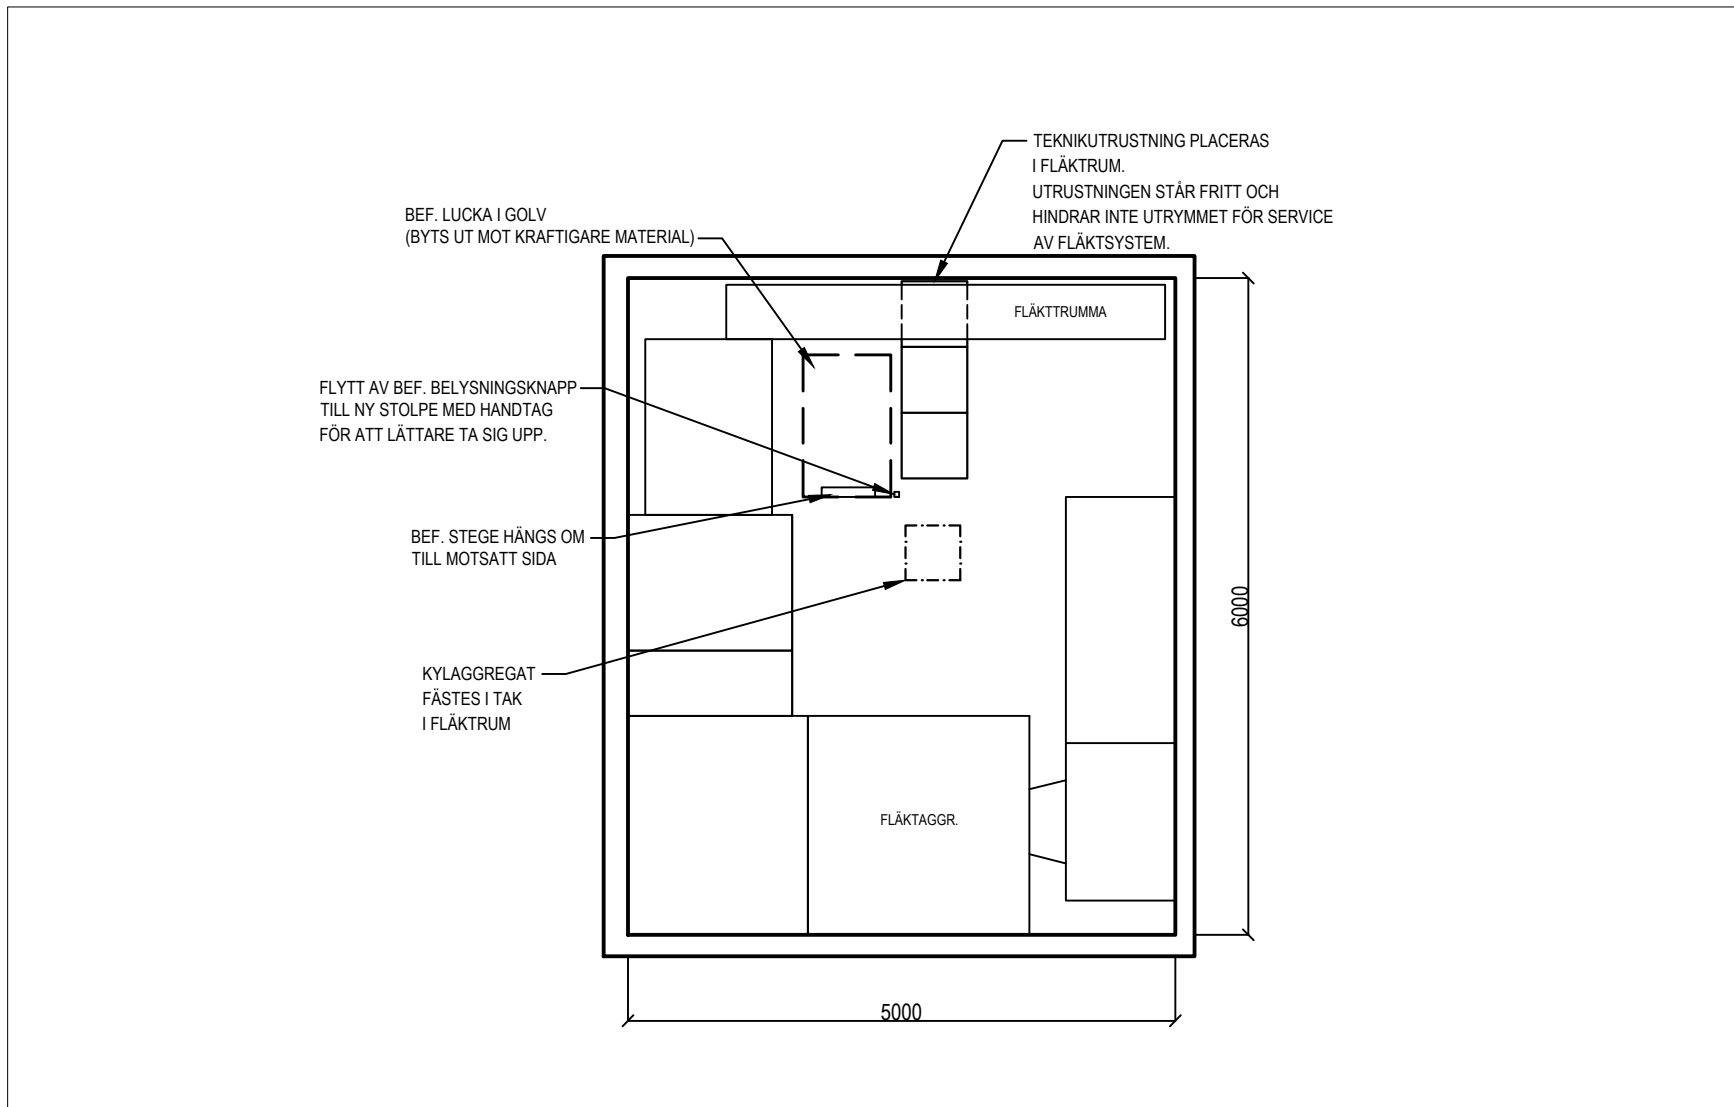 TEKNIKUTRUSTNING PLACERAS
I FLÄKTRUM.
UTRUSTNINGEN STÅR FRITT OCH
HINDRAR INTE UTRYMMET FÖR SERVICE
AV FLÄKTSYSTEM.
BEF. LUCKA I GOLV
(BYTS UT MOT KRAFTIGARE MATERIAL)
FLÄKTTRUMMA
FLYTT AV BEF. BELYSNINGSKNAPP
TILL NY STOLPE MED HANDTAG
FÖR ATT LÄTTARE TA SIG UPP.
BEF. STEGE HÄNGS OM
TILL MOTSATT SIDA
6000
KYLAGGREGAT
FÄSTES I TAK
I FLÄKTRUM
FLÄKTAGGR.
5000